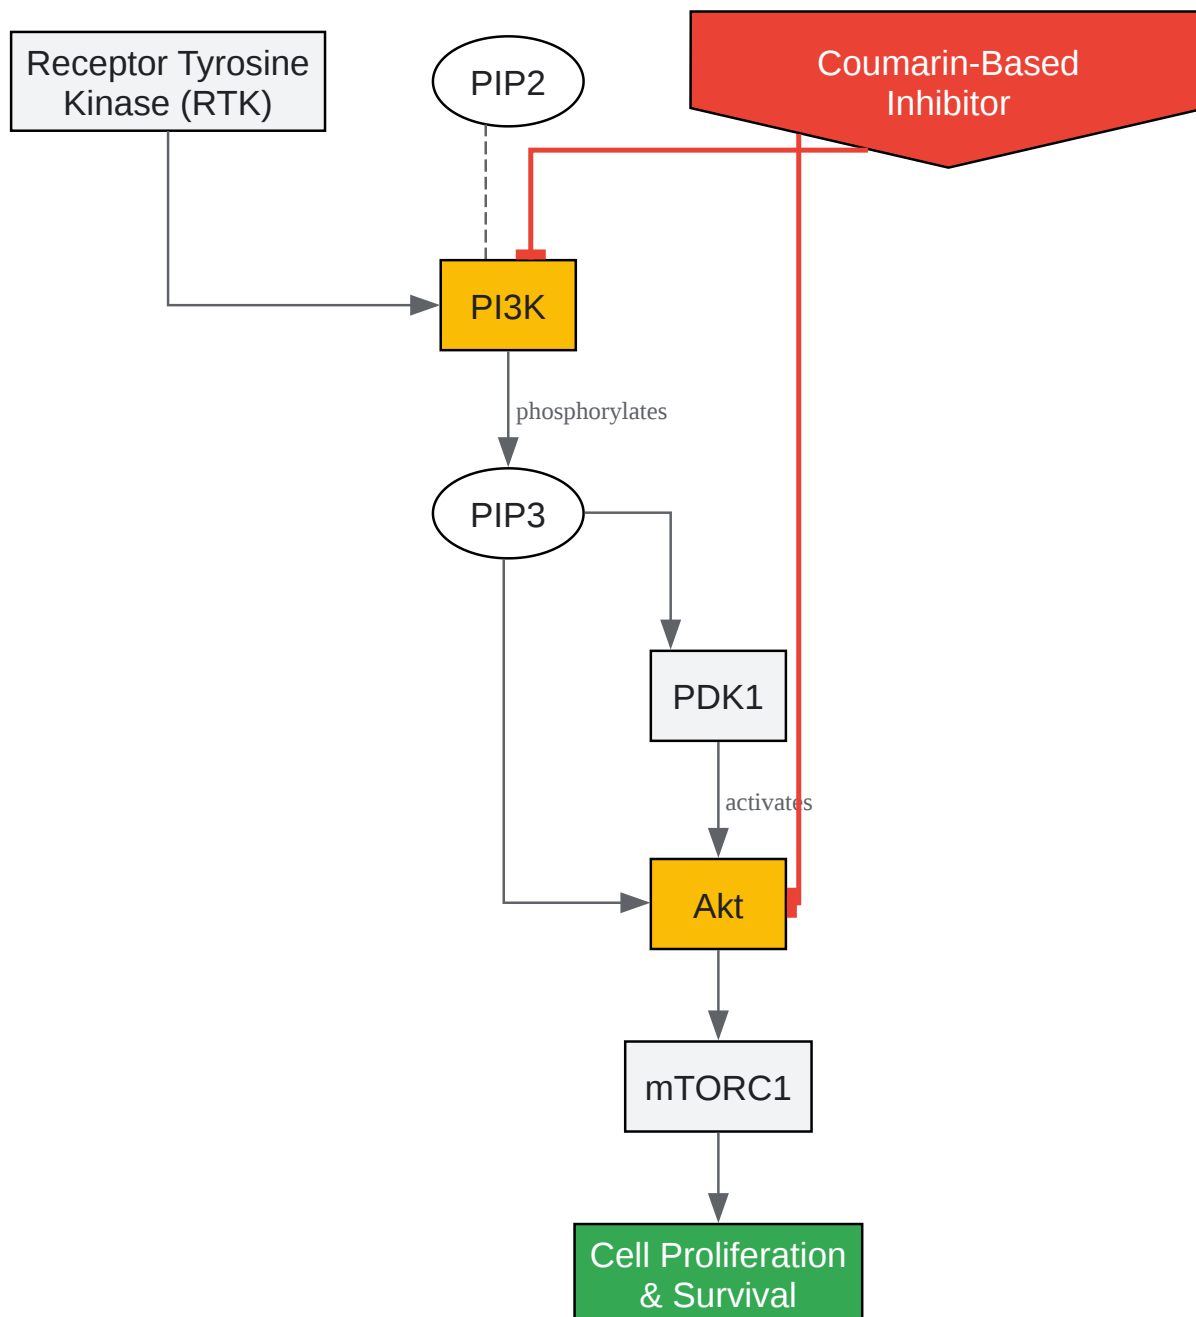 Receptor Tyrosine
Kinase (RTK)
PIP2
Coumarin-Based
Inhibitor
PI3K
phosphorylates
PIP3
PDK1
activates
Akt
mTORC1
Cell Proliferation
& Survival